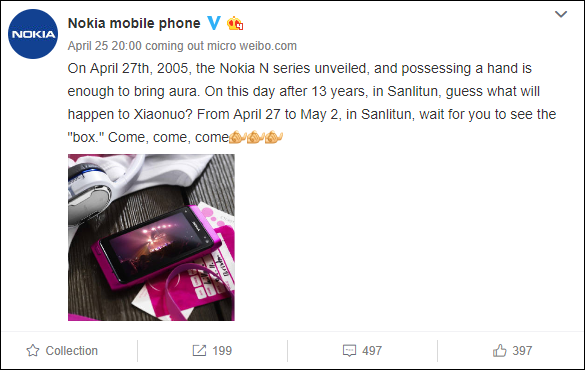 NOKIA
Nokia mobile phone
April 25 20:00 coming out micro weibo.com
On April 27th, 2005, the Nokia N series unveiled, and possessing a hand is
enough to bring aura. On this day after 13 years, in Sanlitun, guess what will
happen to Xiaonuo? From April 27 to May 2, in Sanlitun, wait for you to see the
"box." Come, come, come
NOKIA
Collection
199
497
397